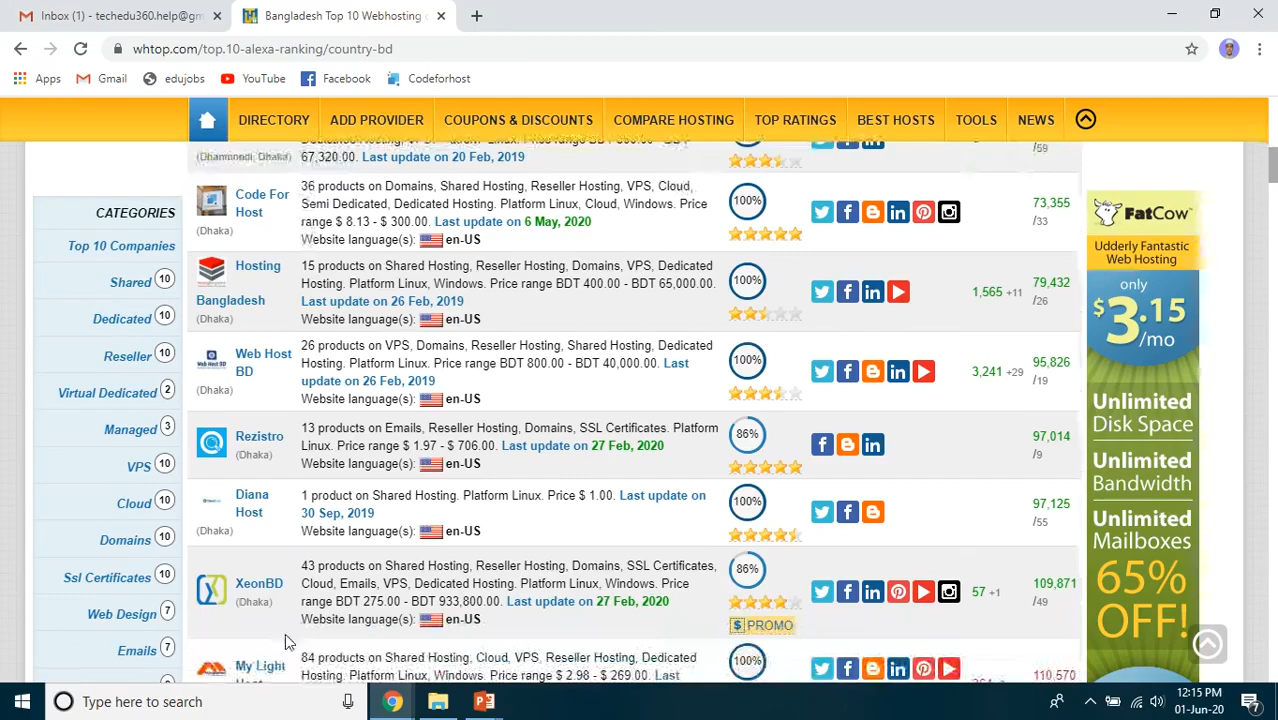 Inbox (1) - techedu360.help@gm
Bangladesh Top 10 Webhosting c
whtop.com/top.10-alexa-ranking/country-bd
Apps
Gmail
edujobs
YouTube
Facebook
Codeforhost
DIRECTORY
ADD PROVIDER
COUPONS & DISCOUNTS
COMPARE HOSTING
TOP RATINGS
BEST HOSTS
TOOLS
NEWS
CATEGORIES
Top 10 Companies
Shared 10
Dedicated 10
Reseller 10
Virtual Dedicated 2
Managed 3
VPS 10
Cloud 10
Domains 10
Ssl Certificates 10
Web Design 7
Emails 7
(Dhanmondi, Dhaka)
67,320.00. Last update on 20 Feb, 2019
/59
Code For
Host
(Dhaka)
36 products on Domains, Shared Hosting, Reseller Hosting, VPS, Cloud,
Semi Dedicated, Dedicated Hosting. Platform Linux, Cloud, Windows. Price
range $ 8.13 - $ 300.00. Last update on 6 May, 2020
Website language(s): en-US
100%
73,355
/33
Hosting
Bangladesh
(Dhaka)
15 products on Shared Hosting, Reseller Hosting, Domains, VPS, Dedicated
Hosting. Platform Linux, Windows. Price range BDT 400.00 - BDT 65,000.00.
Last update on 26 Feb, 2019
Website language(s): en-US
100%
1,565 +11
79,432
/26
Web Host
BD
(Dhaka)
26 products on VPS, Domains, Reseller Hosting, Shared Hosting, Dedicated
Hosting. Platform Linux. Price range BDT 800.00 - BDT 40,000.00. Last
update on 26 Feb, 2019
Website language(s): en-US
100%
3,241 +29
95,826
/19
Rezistro
(Dhaka)
13 products on Emails, Reseller Hosting, Domains, SSL Certificates. Platform
Linux. Price range $ 1.97 - $ 706.00. Last update on 27 Feb, 2020
Website language(s): en-US
86%
97,014
/9
Diana
Host
(Dhaka)
1 product on Shared Hosting. Platform Linux. Price $ 1.00. Last update on
30 Sep, 2019
Website language(s): en-US
100%
97,125
/55
XeonBD
(Dhaka)
43 products on Shared Hosting, Reseller Hosting, Domains, SSL Certificates,
Cloud, Emails, VPS, Dedicated Hosting. Platform Linux, Windows. Price
range BDT 275.00 - BDT 933,800.00. Last update on 27 Feb, 2020
Website language(s): en-US
86%
$ PROMO
57 +1
109,871
/49
My Light
84 products on Shared Hosting, Cloud, VPS, Reseller Hosting, Dedicated
Hosting. Platform Linux, Windows. Price range $ 2.98 - $ 269.00. Last
100%
110,570
FatCow
Udderly Fantastic
Web Hosting
only
$3.15
/mo
Unlimited
Disk Space
Unlimited
Bandwidth
Unlimited
Mailboxes
65%
OFF!
Type here to search
12:15 PM
01-Jun-20
7